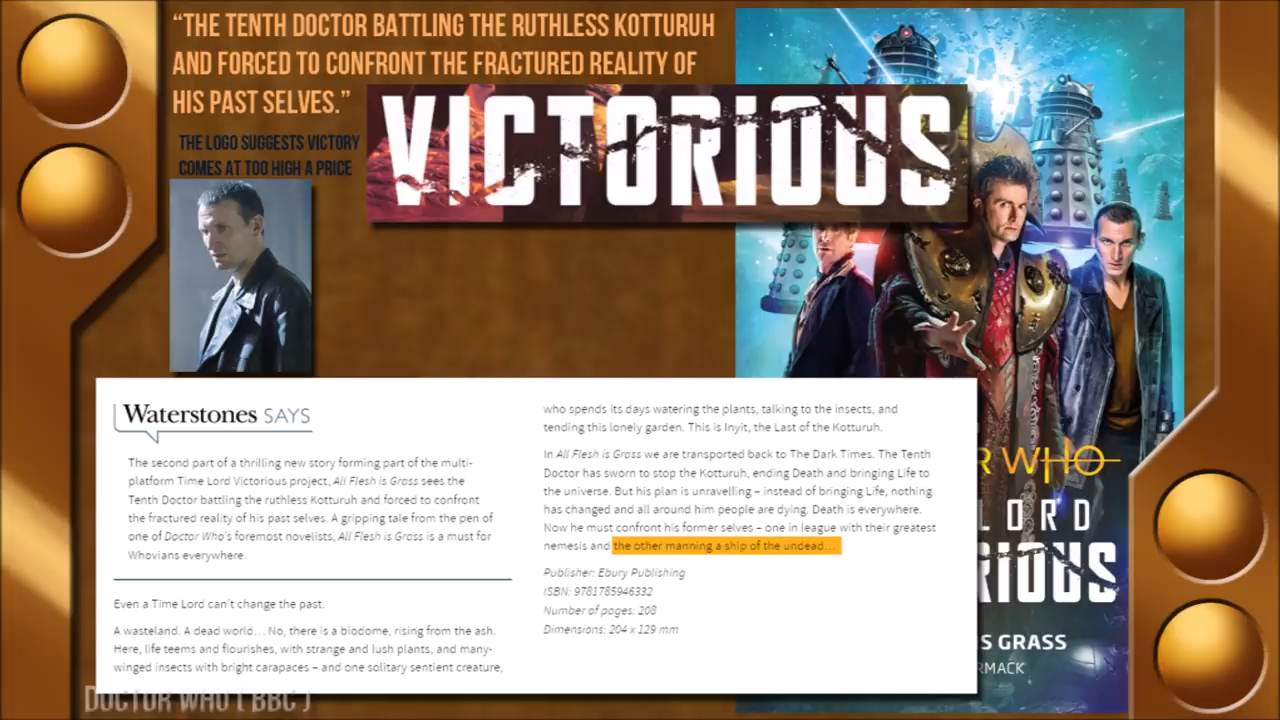 “THE TENTH DOCTOR BATTLING THE RUTHLESS KOTTURUH
AND FORCED TO CONFRONT THE FRACTURED REALITY OF
HIS PAST SELVES.”
VICTORIOUS
THE LOGO SUGGESTS VICTORY
COMES AT TOO HIGH A PRICE
Waterstones SAYS
The second part of a thrilling new story forming part of the multi-
platform Time Lord Victorious project, All Flesh is Grass sees the
Tenth Doctor battling the ruthless Kotturuh and forced to confront
the fractured reality of his past selves. A gripping tale from the pen of
one of Doctor Who's foremost novelists, All Flesh is Grass is a must for
Whovians everywhere.
Even a Time Lord can't change the past.
A wasteland. A dead world… No, there is a biodome, rising from the ash.
Here, life teems and flourishes, with strange and lush plants, and many-
winged insects with bright carapaces – and one solitary sentient creature,
who spends its days watering the plants, talking to the insects, and
tending this lonely garden. This is Inyit, the Last of the Kotturuh.
In All Flesh is Grass we are transported back to The Dark Times. The Tenth
Doctor has sworn to stop the Kotturuh, ending Death and bringing Life to
the universe. But his plan is unravelling – instead of bringing Life, nothing
has changed and all around him people are dying. Death is everywhere.
Now he must confront his former selves – one in league with their greatest
nemesis and the other manning a ship of the undead…
Publisher: Ebury Publishing
ISBN: 9781785946332
Number of pages: 208
Dimensions: 204 x 129 mm
R WHO
LORD
RIOUS
S GRASS
RMACK
DOCTOR WHO ( BBC )